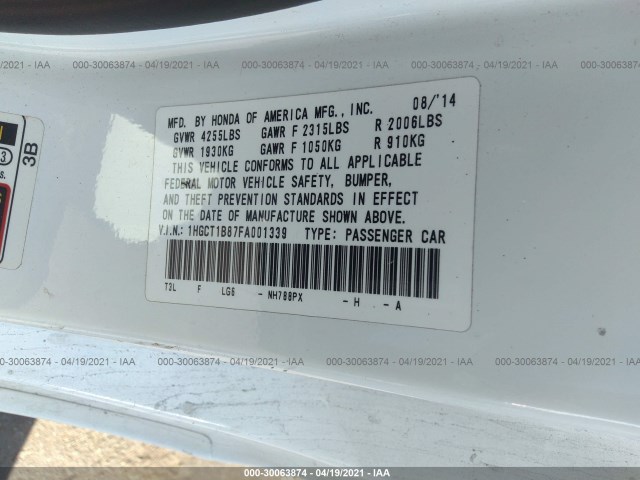 000-30063874 - 04/19/2021 - IAA
MFD. BY HONDA OF AMERICA MFG., INC. 08/'14
GVWR 4255LBS GAWR F 2315LBS R 2006LBS
GVWR 1930KG GAWR F 1050KG R 910KG
THIS VEHICLE CONFORMS TO ALL APPLICABLE
FEDERAL MOTOR VEHICLE SAFETY, BUMPER,
AND THEFT PREVENTION STANDARDS IN EFFECT
ON THE DATE OF MANUFACTURE SHOWN ABOVE.
V.I.N.: 1HGCT1B87FA001339 TYPE: PASSENGER CAR
T3L F LG6 - NH788PX - H - A
3
s.
3B
000-30063874 - 04/19/2021 - IAA
000-30063874 - 04/19/2021 - IAA